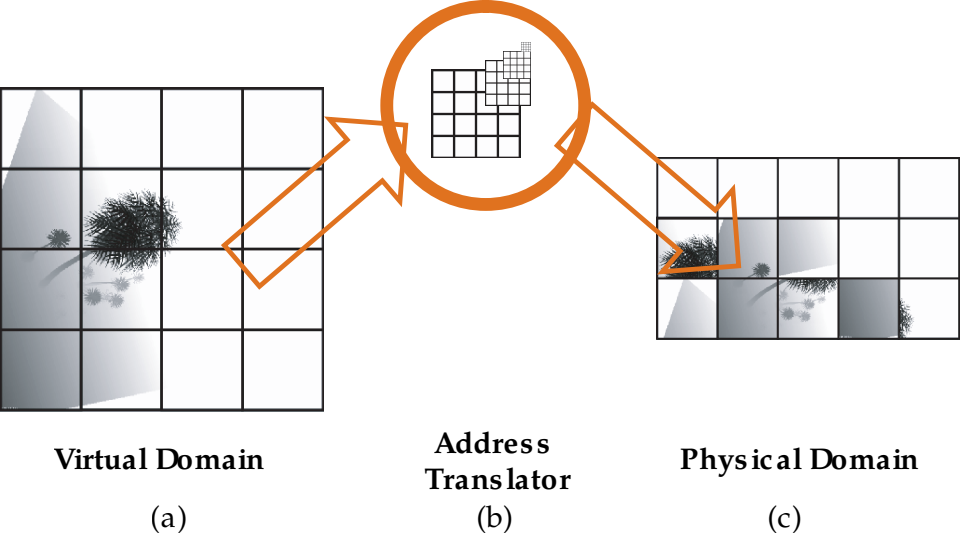 Virtual Domain
Address
Translator
Physical Domain
(a)
(b)
(c)